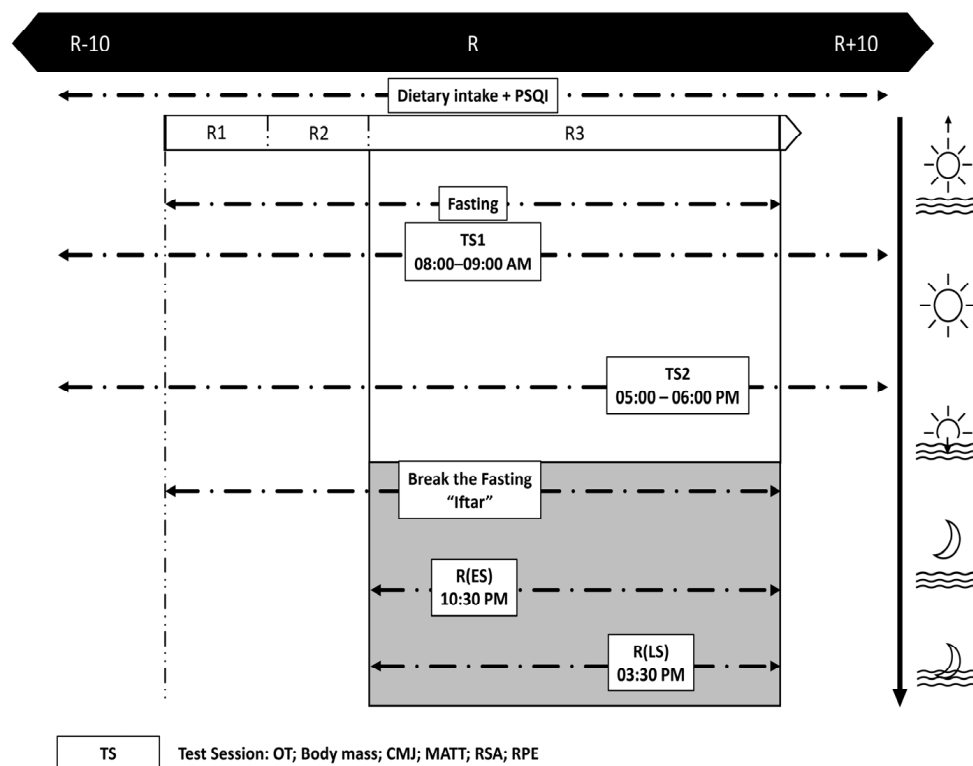 R-10 R R+10
Dietary intake + PSQI
R1 R2 R3
Fasting
TS1
08:00–09:00 AM
TS2
05:00 – 06:00 PM
Break the Fasting
“Iftar”
R(ES)
10:30 PM
R(LS)
03:30 PM
TS Test Session: OT; Body mass; CMJ; MATT; RSA; RPE